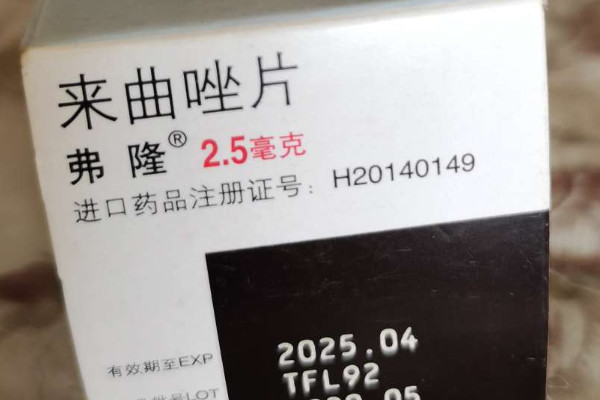 来曲唑片
弗隆® 2.5毫克
进口药品注册证号：H20140149
有效期至EXP 2025.04
LOT TFL92